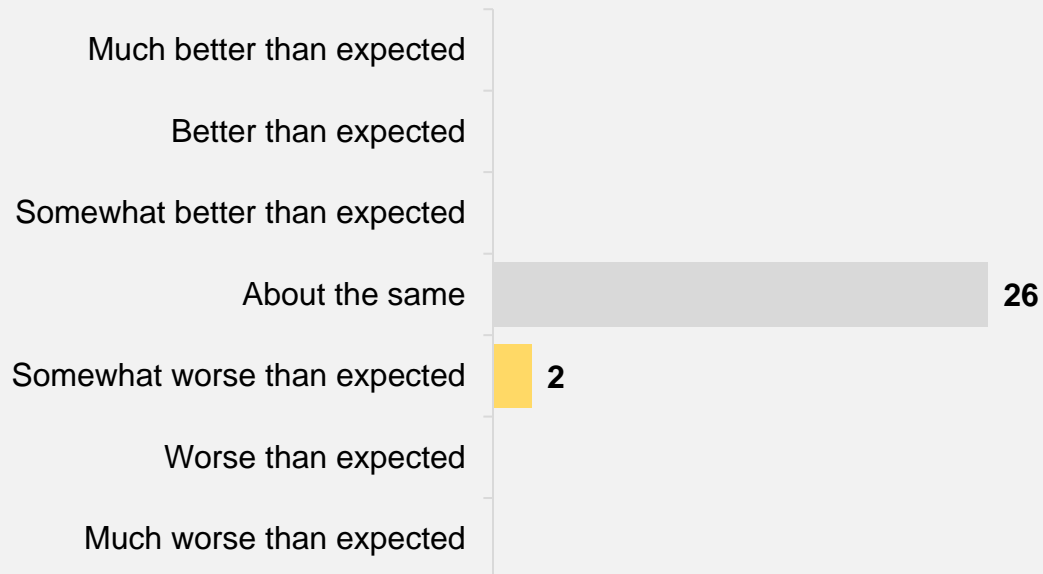 Much better than expected
Better than expected
Somewhat better than expected
About the same 26
Somewhat worse than expected 2
Worse than expected
Much worse than expected